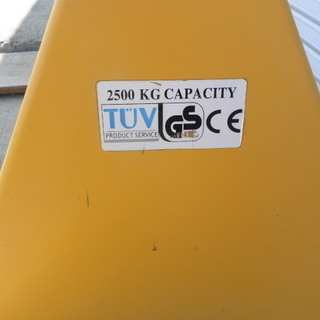 2500 KG CAPACITY
TÜV GS CE
PRODUCT SERVICE